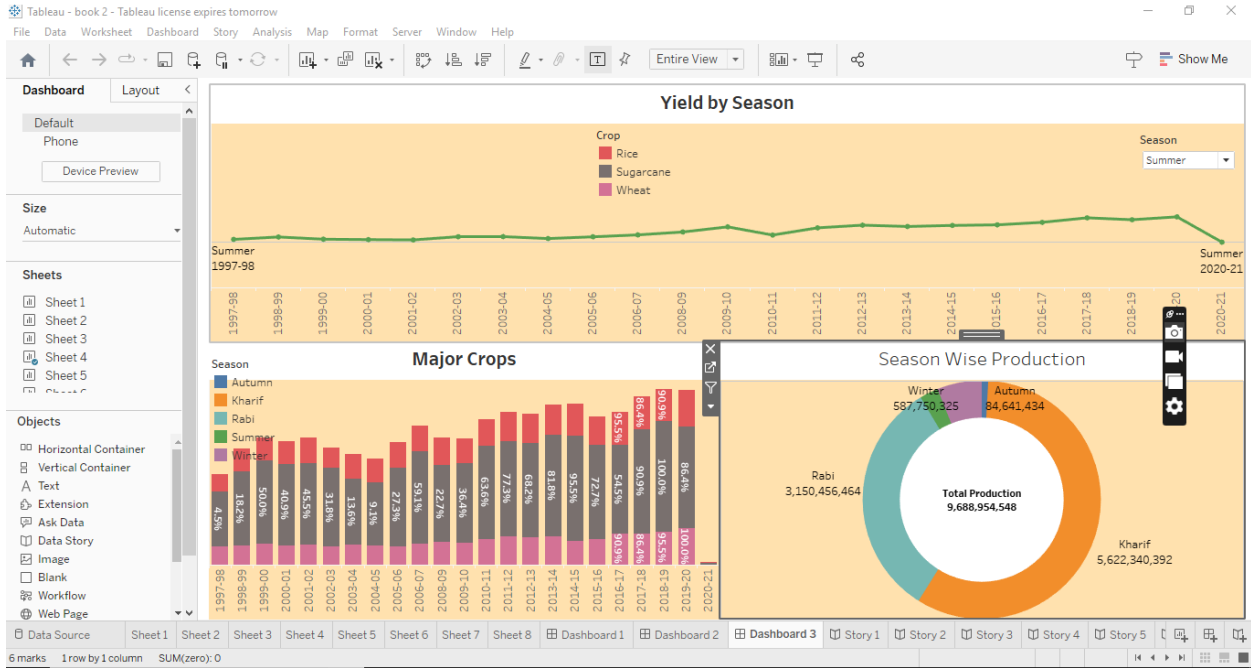 Tableau - book 2 - Tableau license expires tomorrow
File Data Worksheet Dashboard Story Analysis Map Format Server Window Help
Entire View
Show Me
Dashboard Layout
Default
Phone
Device Preview
Size
Automatic
Sheets
Sheet 1
Sheet 2
Sheet 3
Sheet 4
Sheet 5
Objects
Horizontal Container
Vertical Container
Text
Extension
Ask Data
Data Story
Image
Blank
Workflow
Web Page
Yield by Season
Crop
Rice
Sugarcane
Wheat
Season
Summer
Summer
1997-98
Summer
2020-21
1997-98 1998-99 1999-00 2000-01 2001-02 2002-03 2003-04 2004-05 2005-06 2006-07 2008-09 2009-10 2010-11 2011-12 2012-13 2013-14 2014-15 2015-16 2016-17 2017-18 2018-19 2020-21
Major Crops
Season
Autumn
Kharif
Rabi
Summer
Winter
95.5% 86.4% 90.9%
4.5% 18.2% 50.0% 40.9% 45.5% 31.8% 13.6% 9.1% 27.3% 59.1% 22.7% 36.4% 63.6% 77.3% 68.2% 81.8% 95.5% 72.7% 54.5% 90.9% 100.0% 86.4%
90.9% 86.4% 95.5% 100.0%
1997-98 1998-99 1999-00 2000-01 2001-02 2002-03 2003-04 2004-05 2005-06 2006-07 2008-09 2009-10 2010-11 2011-12 2012-13 2013-14 2014-15 2015-16 2016-17 2017-18 2018-19 2019-20 2020-21
Season Wise Production
Winter
587,750,325
Autumn
84,641,434
Rabi
3,150,456,464
Total Production
9,688,954,548
Kharif
5,622,340,392
Data Source Sheet 1 Sheet 2 Sheet 3 Sheet 4 Sheet 5 Sheet 6 Sheet 7 Sheet 8 Dashboard 1 Dashboard 2 Dashboard 3 Story 1 Story 2 Story 3 Story 4 Story 5
6 marks 1 row by 1 column SUM(zero): 0